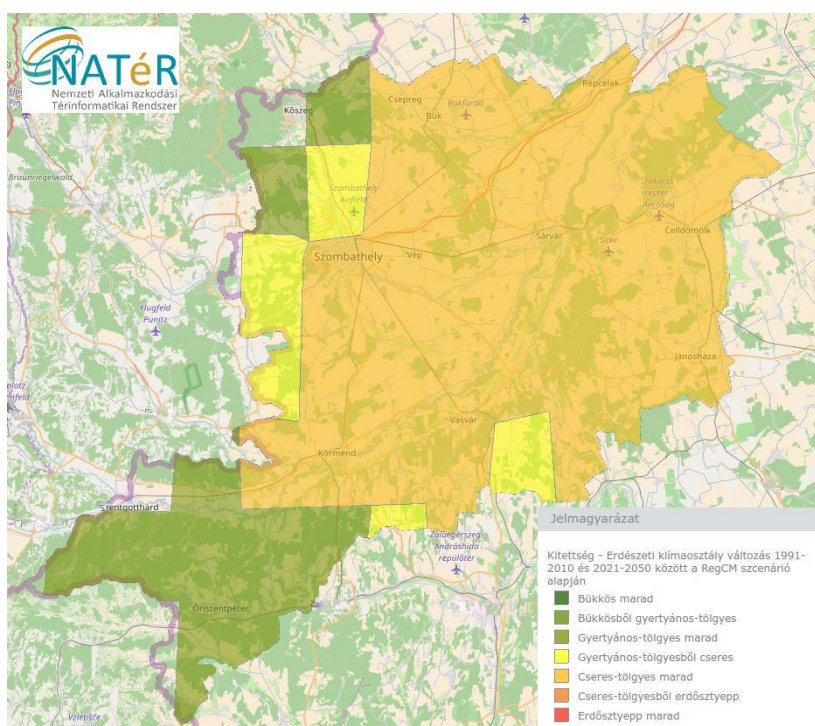 NATéR
Nemzeti Alkalmazkodási
Térinformatikai Rendszer
Kőszeg
Csepreg
Bükfürdő
Bük
Répcelak
Braunriegelwald
Szombathely
Airfield
Fokorcs
reptér
AeroSág
Celldömölk
Sárvár
Sitke
Szombathely
Vép
Flugfeld
Punitz
Jánosháza
Vasvár
Körmend
Szentgotthárd
Zalaegerszeg
Andráshida
repülőtér
Őriszentpéter
Jelmagyarázat
Kitettség - Erdészeti klímaosztály változás 1991-
2010 és 2021-2050 között a RegCM szcenárió
alapján
Bükkös marad
Bükkösből gyertyános-tölgyes
Gyertyános-tölgyes marad
Gyertyános-tölgyesből cseres
Cseres-tölgyes marad
Cseres-tölgyesből erdősztyepp
Erdősztyepp marad